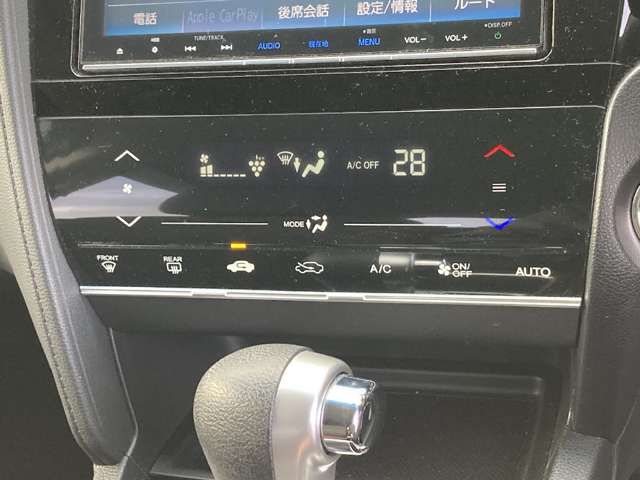 電話 Apple CarPlay 後席会話 設定/情報 ルート
TUNE/TRACK AUDIO 現在地 MENU VOL− VOL+ DISP.OFF
A/C OFF 28
MODE
FRONT REAR A/C ON/OFF AUTO